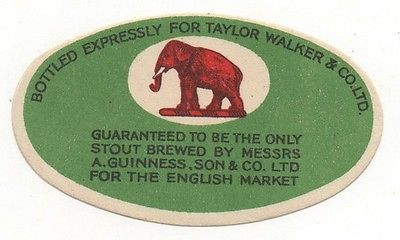 BOTTLED EXPRESSLY FOR TAYLOR WALKER & CO. LTD.
GUARANTEED TO BE THE ONLY
STOUT BREWED BY MESSRS
A. GUINNESS, SON & CO. LTD
FOR THE ENGLISH MARKET